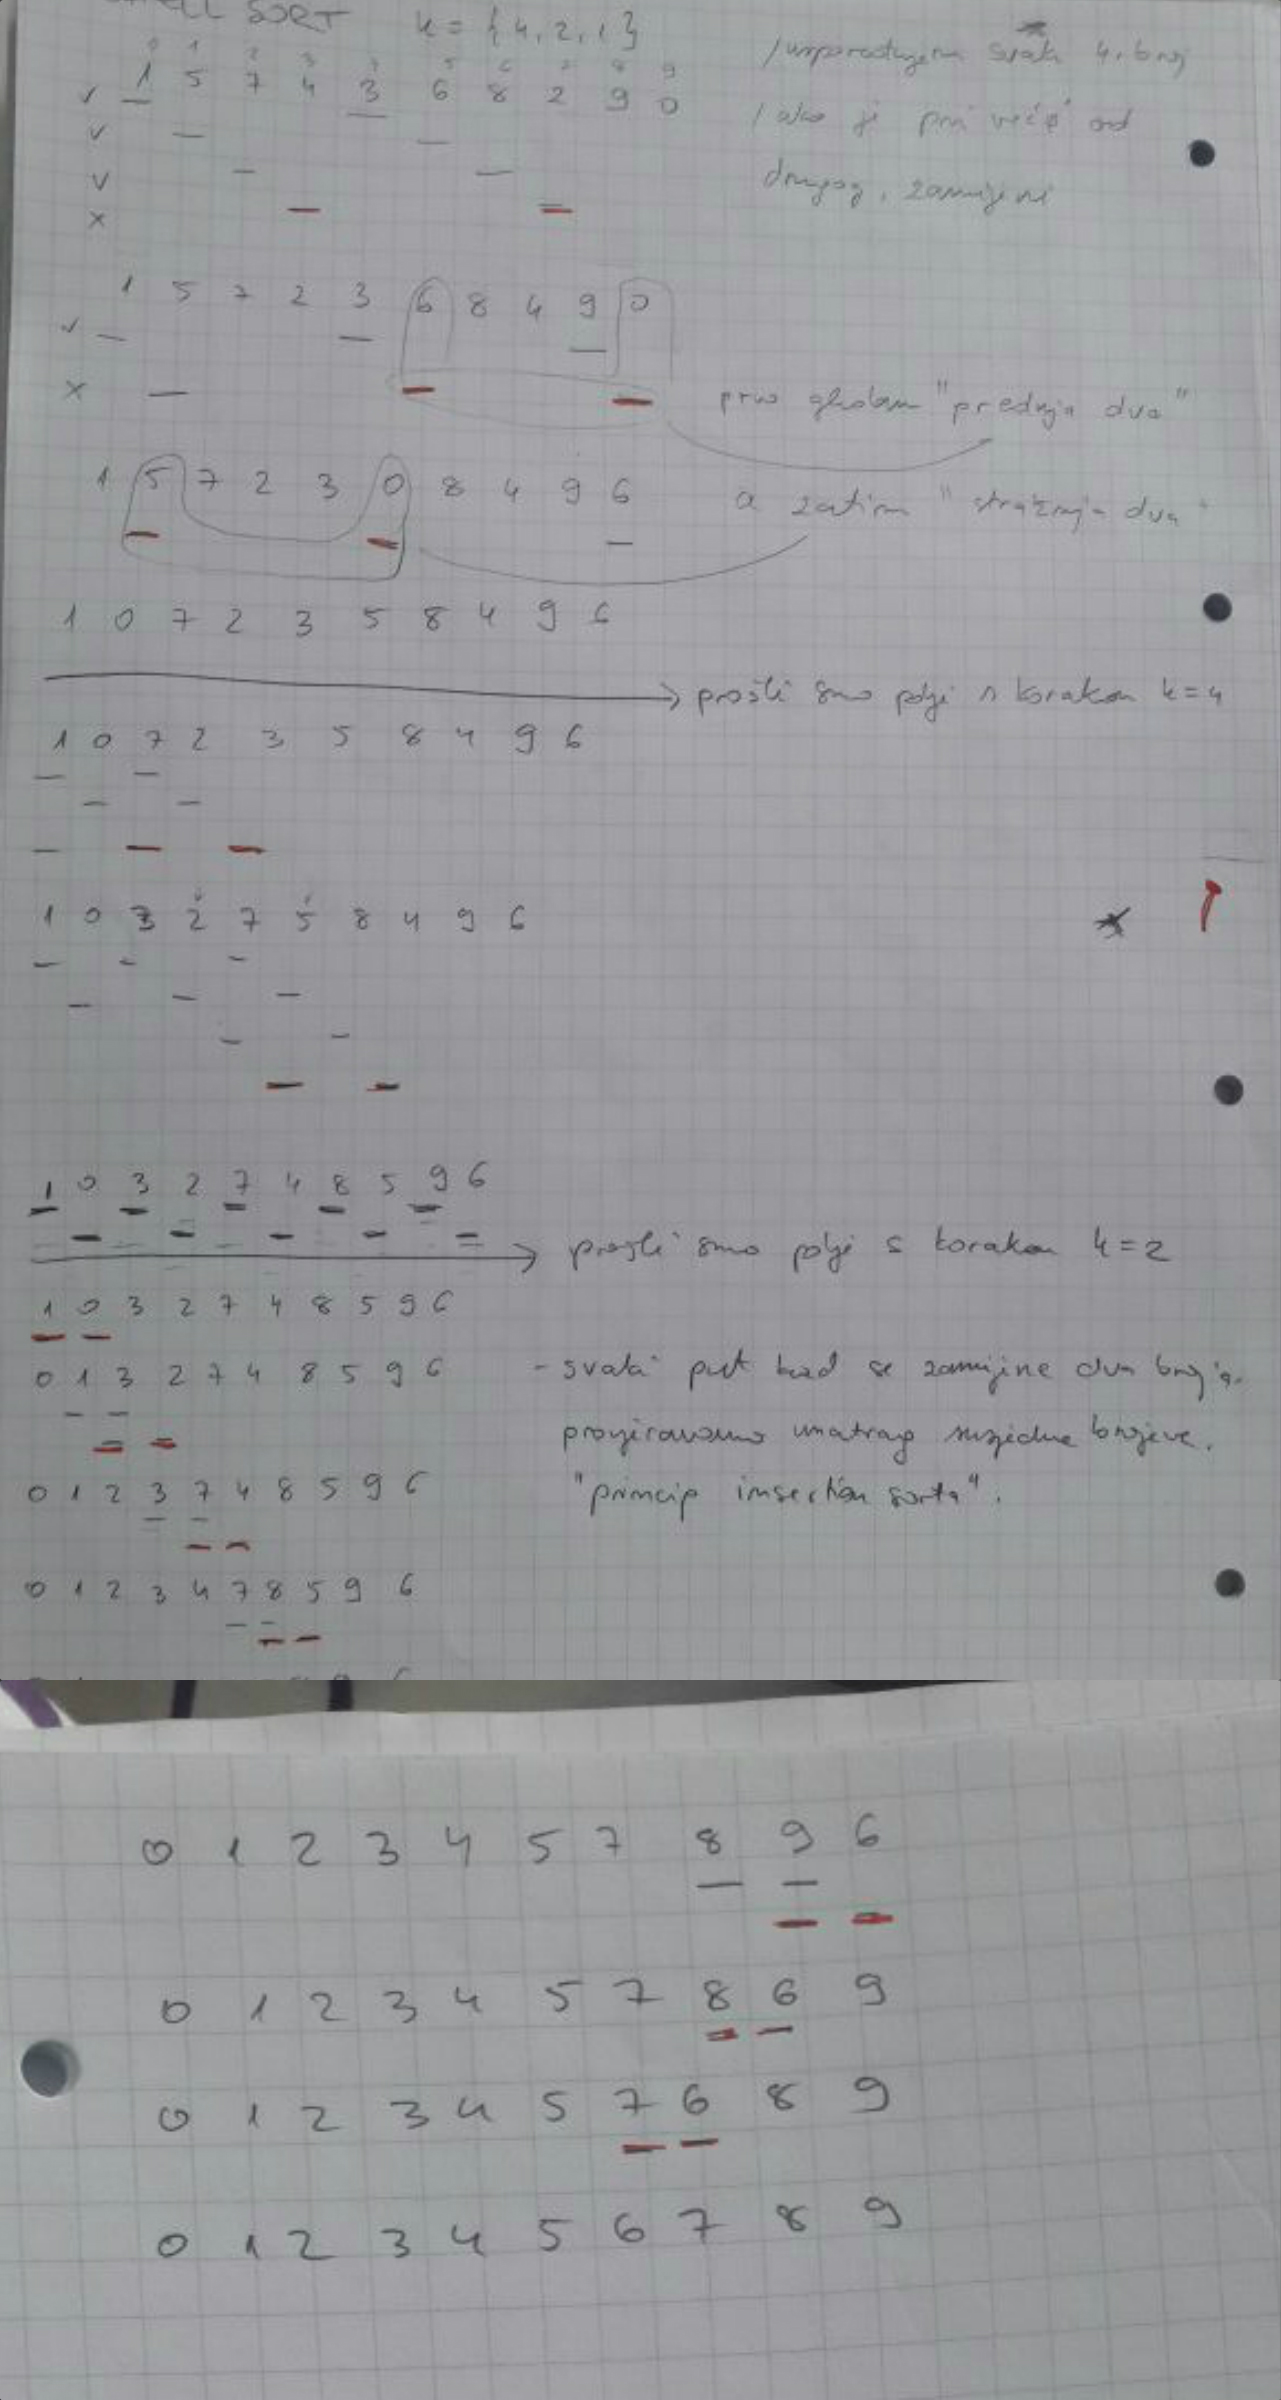 SHELL SORT k = {4, 2, 1}
0 1 2 3 4 5 6 7 8 9
1 5 7 4 3 6 8 2 9 0
/uspoređujemo svaki 4. broj
/ako je prvi veći od
drugog, zamijeni
1 5 7 2 3 6 8 4 9 0
prvo gledam "prednja dva"
1 5 7 2 3 0 8 4 9 6
a zatim "stražnja dva"
1 0 7 2 3 5 8 4 9 6
prošli smo polje s korakom k=4
1 0 7 2 3 5 8 4 9 6
1 0 3 2 7 5 8 4 9 6
1 0 3 2 7 4 8 5 9 6
prošli smo polje s korakom k=2
1 0 3 2 7 4 8 5 9 6
0 1 3 2 7 4 8 5 9 6
- svaki put kad se zamijene dva broja
provjeravamo unatrag susjedne brojeve.
"princip insertion sorta".
0 1 2 3 7 4 8 5 9 6
0 1 2 3 4 7 8 5 9 6
0 1 2 3 4 5 7 8 9 6
0 1 2 3 4 5 7 8 6 9
0 1 2 3 4 5 7 6 8 9
0 1 2 3 4 5 6 7 8 9